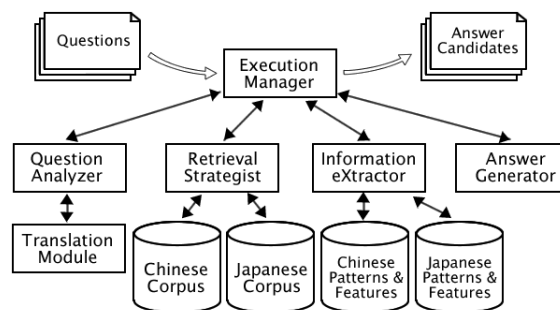 Questions
Answer
Candidates
Execution
Manager
Question
Analyzer
Retrieval
Strategist
Information
eXtractor
Answer
Generator
Translation
Module
Chinese
Corpus
Japanese
Corpus
Chinese
Patterns &
Features
Japanese
Patterns &
Features